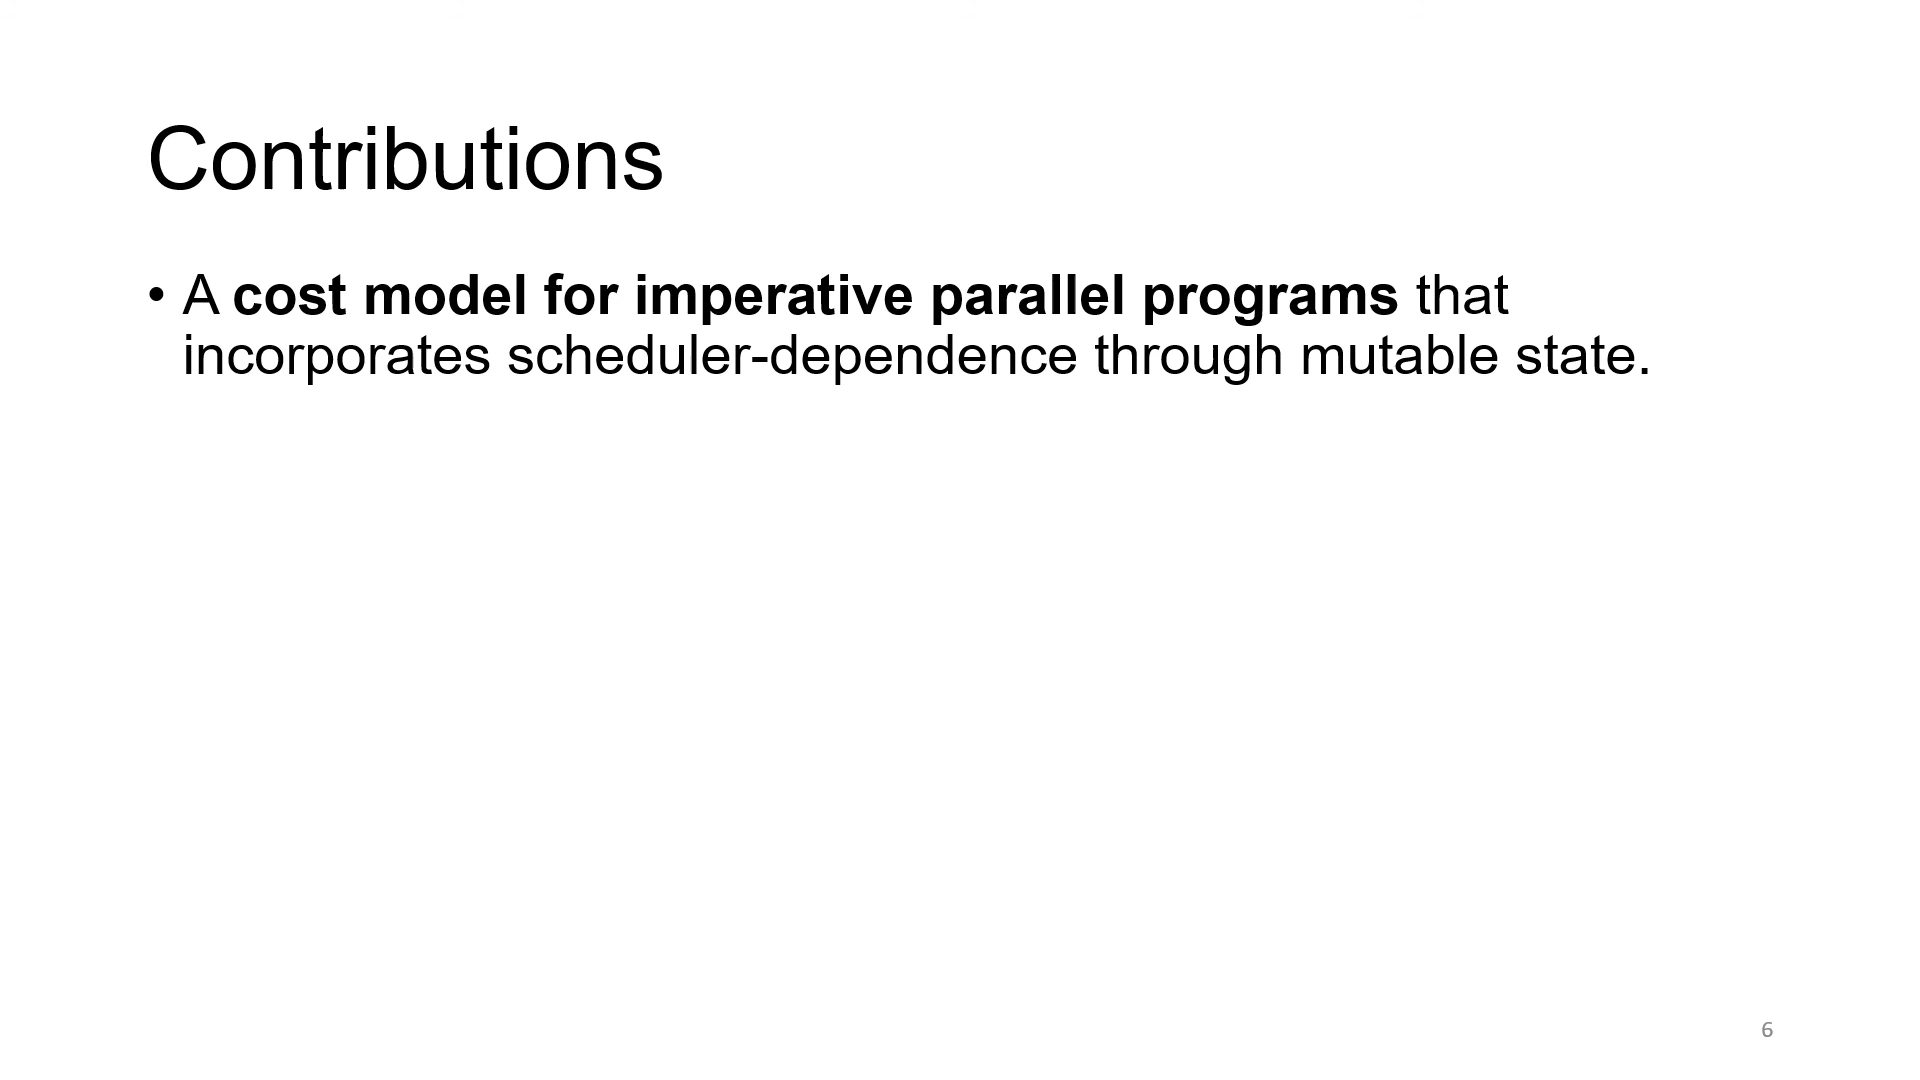 Contributions
• A cost model for imperative parallel programs that
incorporates scheduler-dependence through mutable state.
6